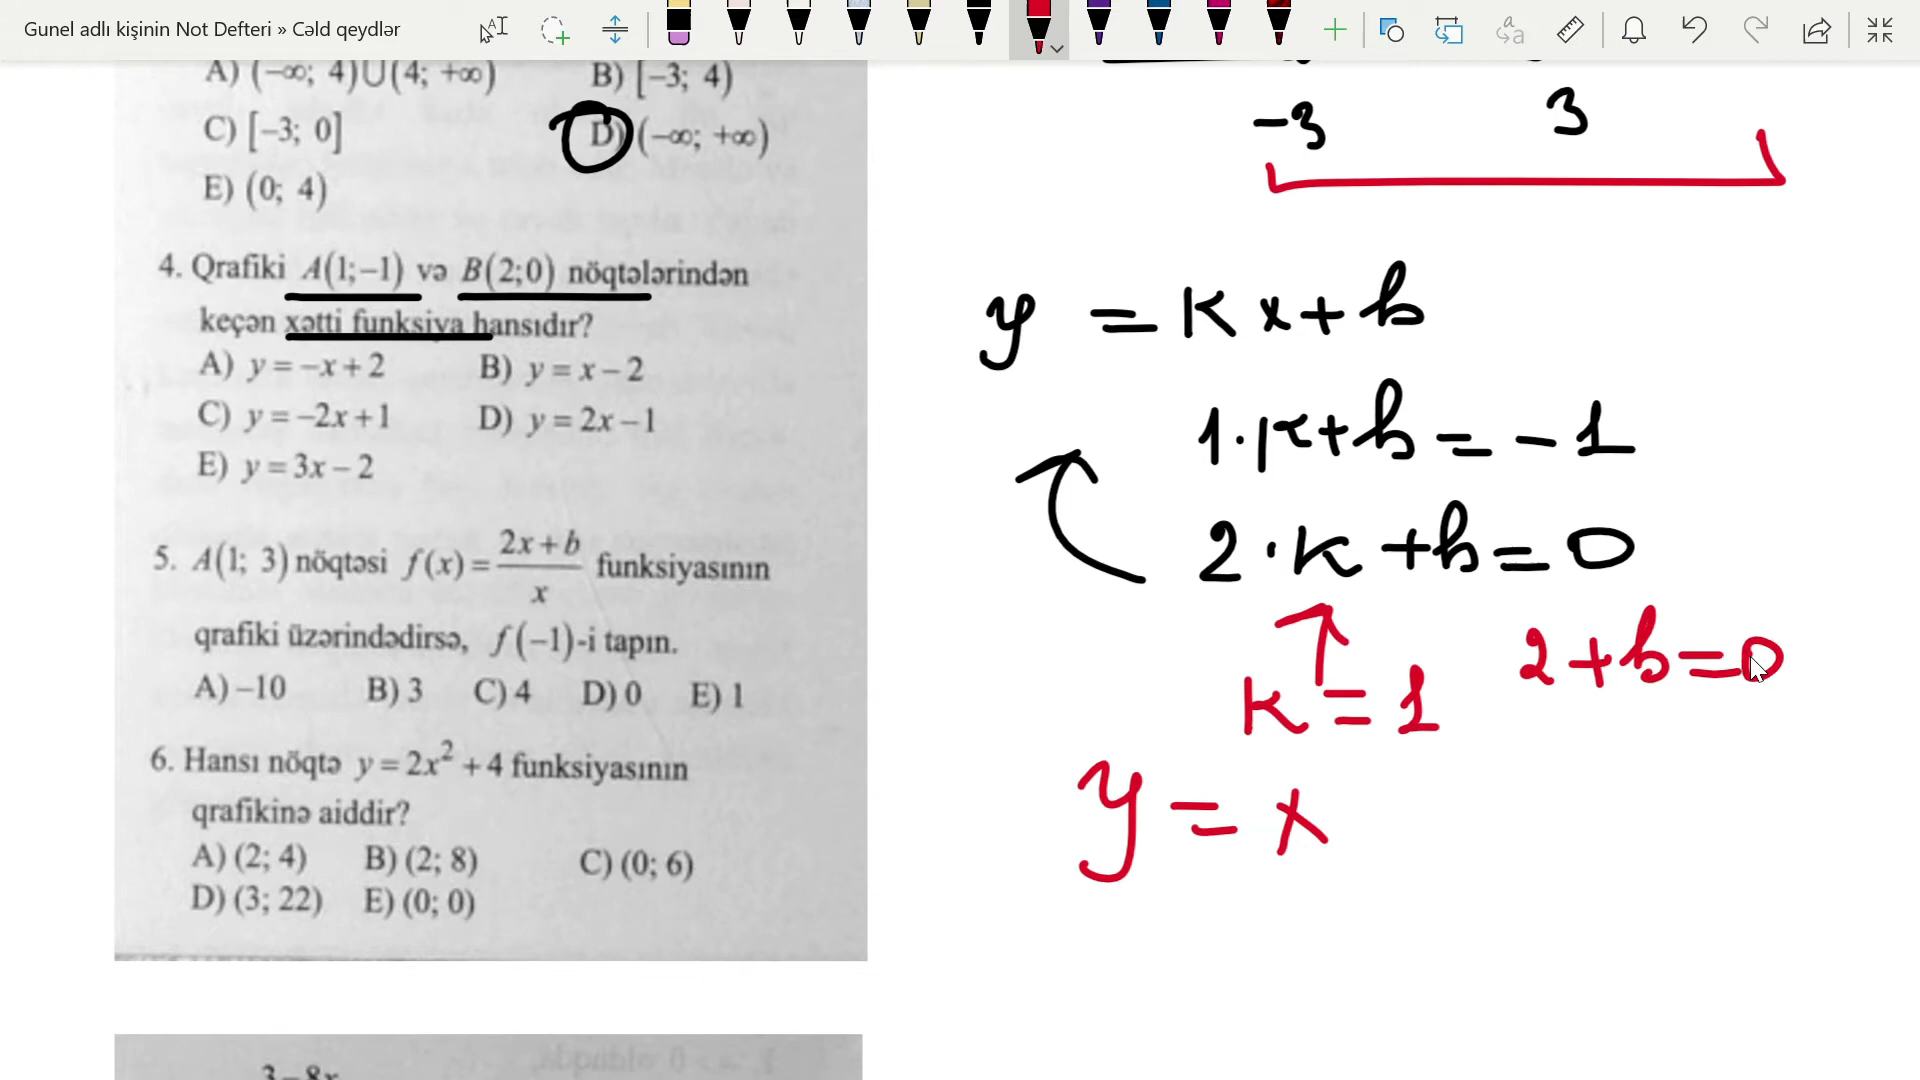 Gunel adlı kişinin Not Defteri » Cəld qeydlər
A) (−∞; 4)∪(4; +∞) B) [−3; 4)
C) [−3; 0] D) (−∞; +∞)
E) (0; 4)
4. Qrafiki A(1;−1) və B(2;0) nöqtələrindən
keçən xətti funksiya hansıdır?
A) y = −x + 2 B) y = x − 2
C) y = −2x + 1 D) y = 2x − 1
E) y = 3x − 2
5. A(1; 3) nöqtəsi f(x) = (2x + b)/x funksiyasının
qrafiki üzərindədirsə, f(−1)-i tapın.
A) −10 B) 3 C) 4 D) 0 E) 1
6. Hansı nöqtə y = 2x² + 4 funksiyasının
qrafikinə aiddir?
A) (2; 4) B) (2; 8) C) (0; 6)
D) (3; 22) E) (0; 0)
3 − 8x
−3 3
y = kx + b
1·k + b = −1
2·k + b = 0
2 + b = 0
k = 1
y = x